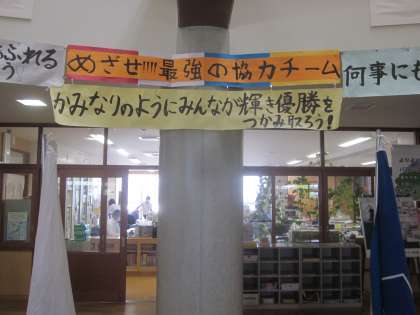 ふれる
う
めざせ!!!!最強の協力チーム
何事にも
かみなりのようにみんなが輝き優勝を
つかみ取ろう!